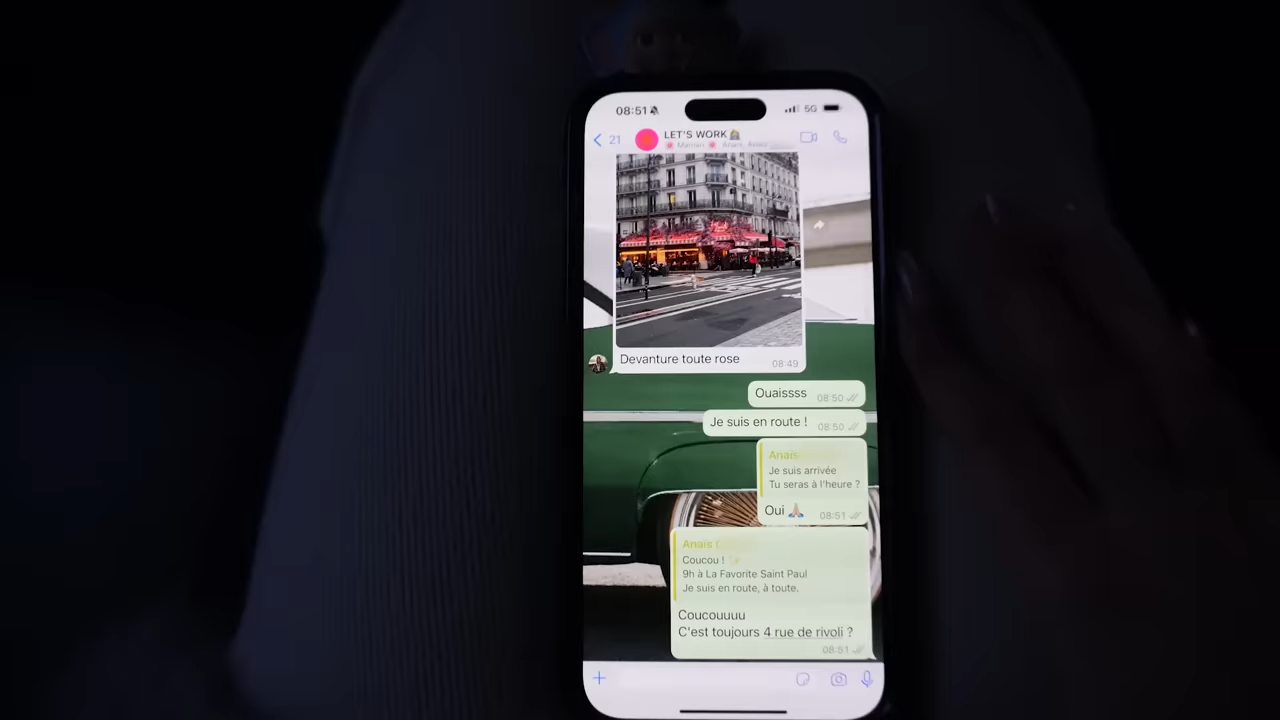 08:51
5G
21
LET'S WORK
Devanture toute rose
08:49
Ouaissss
08:50
Je suis en route !
08:50
Anaïs
Je suis arrivée
Tu seras à l'heure ?
Oui 🙏🏼
08:51
Anaïs
Coucou !
9h à La Favorite Saint Paul
Je suis en route, à toute.
Coucouuuu
C'est toujours 4 rue de rivoli ?
08:51